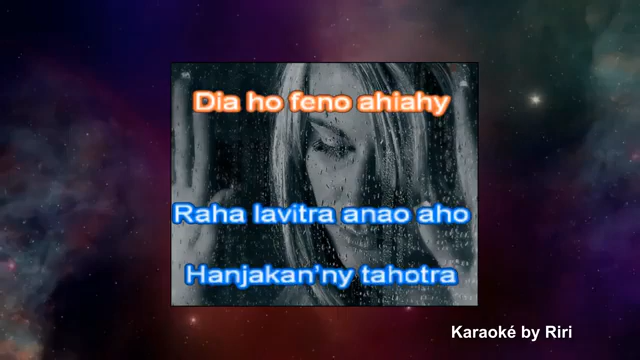 Dia ho feno ahiahy
Raha lavitra anao aho
Hanjakan'ny tahotra
Karaoké by Riri